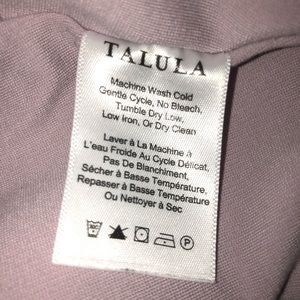 TALULA
Machine Wash Cold
Gentle Cycle, No Bleach,
Tumble Dry Low,
Low Iron, Or Dry Clean
Laver à La Machine à
L'eau Froide Au Cycle Délicat,
Pas De Blanchiment,
Sécher à Basse Température,
Repasser à Basse Température,
Ou Nettoyer à Sec